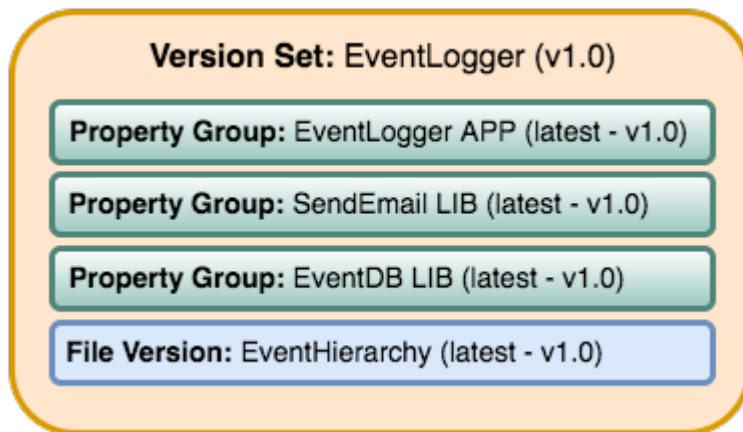 Version Set: EventLogger (v1.0)
Property Group: EventLogger APP (latest - v1.0)
Property Group: SendEmail LIB (latest - v1.0)
Property Group: EventDB LIB (latest - v1.0)
File Version: EventHierarchy (latest - v1.0)